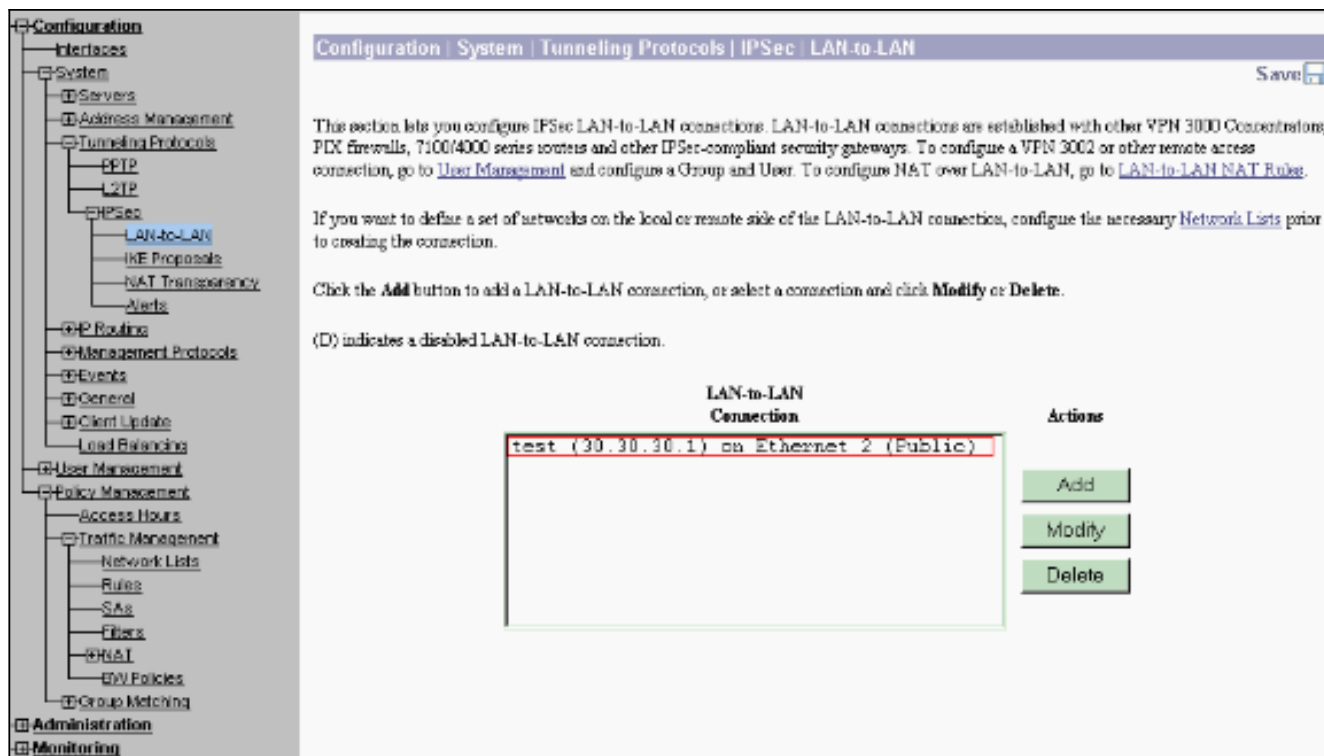 Configuration
Interfaces
System
Servers
Address Management
Tunneling Protocols
PPTP
L2TP
IPSec
LAN-to-LAN
IKE Proposals
NAT Transparency
Alerts
IP Routing
Management Protocols
Events
General
Client Update
Load Balancing
User Management
Policy Management
Access Hours
Traffic Management
Network Lists
Rules
SAs
Filters
NAT
BW Policies
Group Matching
Administration
Monitoring
Configuration | System | Tunneling Protocols | IPSec | LAN-to-LAN
Save
This section lets you configure IPSec LAN-to-LAN connections. LAN-to-LAN connections are established with other VPN 3000 Concentrators,
PIX firewalls, 7100/4000 series routers and other IPSec-compliant security gateways. To configure a VPN 3002 or other remote access
connection, go to User Management and configure a Group and User. To configure NAT over LAN-to-LAN, go to LAN-to-LAN NAT Rules.
If you want to define a set of networks on the local or remote side of the LAN-to-LAN connection, configure the necessary Network Lists prior
to creating the connection.
Click the Add button to add a LAN-to-LAN connection, or select a connection and click Modify or Delete.
(D) indicates a disabled LAN-to-LAN connection.
LAN-to-LAN
Connection
Actions
test (30.30.30.1) on Ethernet 2 (Public)
Add
Modify
Delete